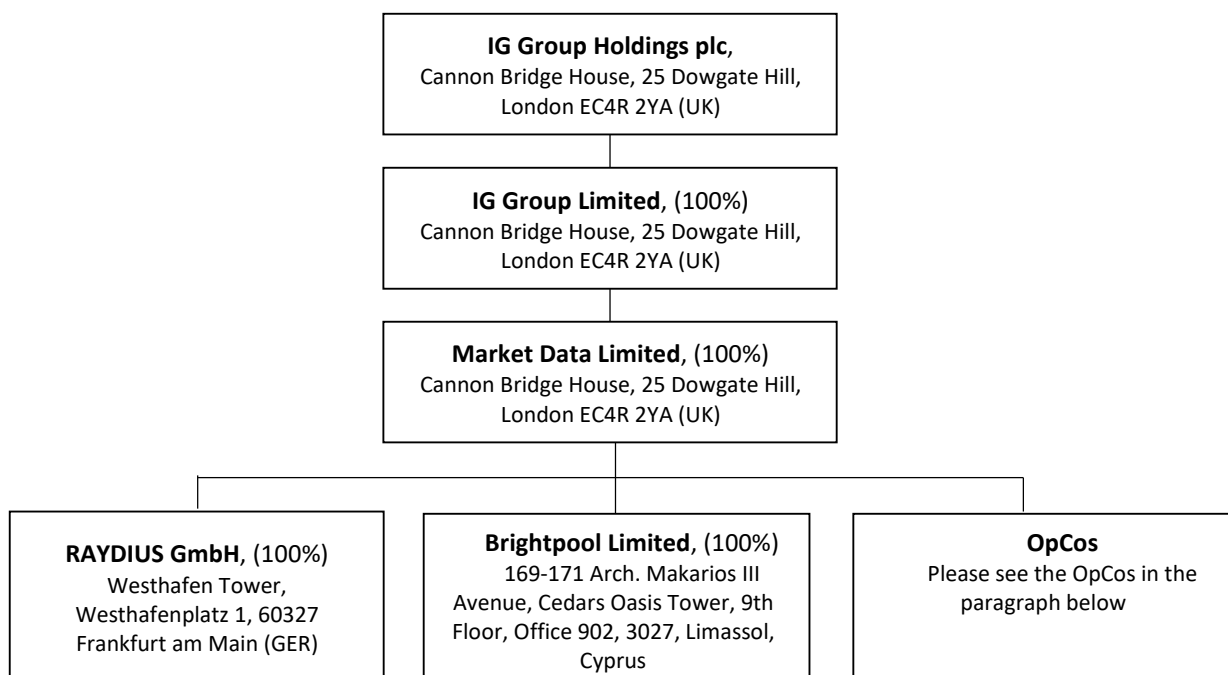 IG Group Holdings plc,
Cannon Bridge House, 25 Dowgate Hill,
London EC4R 2YA (UK)
IG Group Limited, (100%)
Cannon Bridge House, 25 Dowgate Hill,
London EC4R 2YA (UK)
Market Data Limited, (100%)
Cannon Bridge House, 25 Dowgate Hill,
London EC4R 2YA (UK)
RAYDIUS GmbH, (100%)
Westhafen Tower,
Westhafenplatz 1, 60327
Frankfurt am Main (GER)
Brightpool Limited, (100%)
169-171 Arch. Makarios III
Avenue, Cedars Oasis Tower, 9th
Floor, Office 902, 3027, Limassol,
Cyprus
OpCos
Please see the OpCos in the
paragraph below